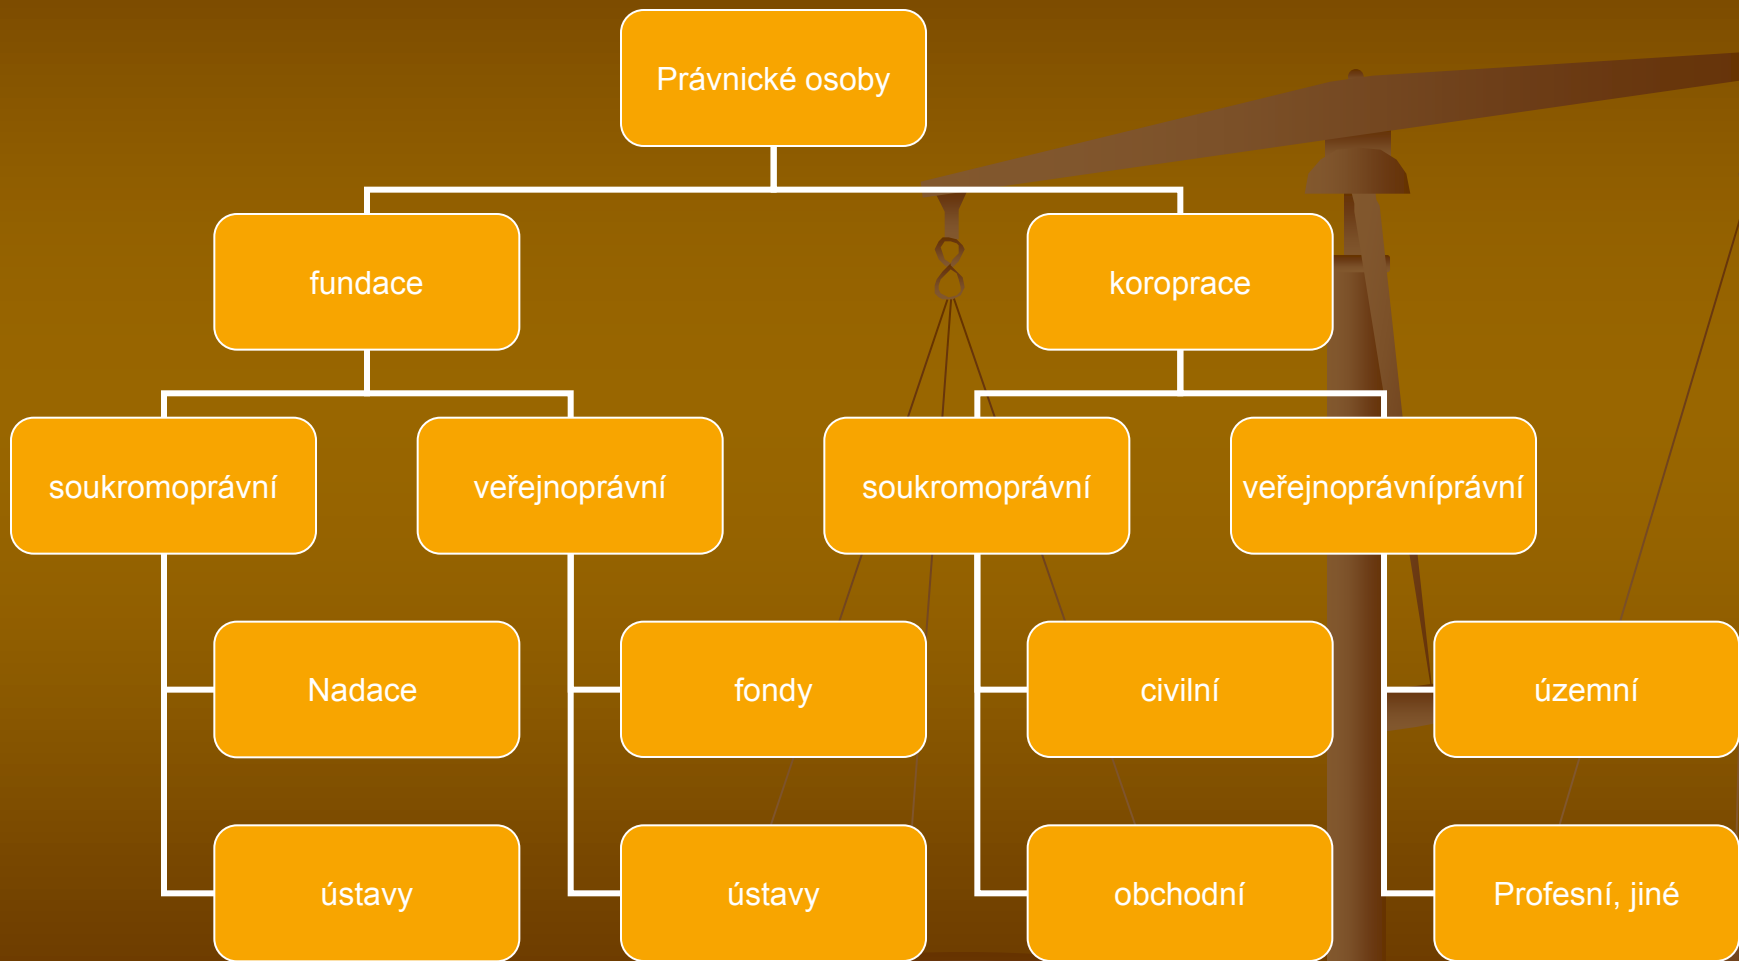 Právnické osoby
fundace
koroprace
soukromoprávní
veřejnoprávní
soukromoprávní
veřejnoprávníprávní
Nadace
fondy
civilní
územní
ústavy
ústavy
obchodní
Profesní, jiné